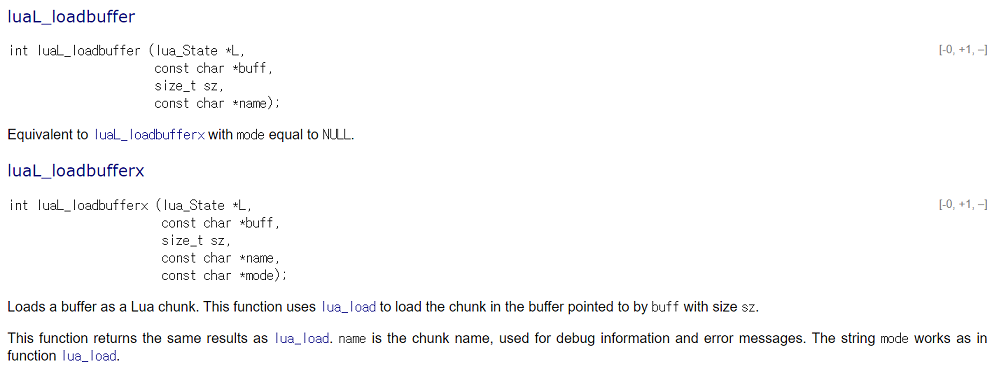 luaL_loadbuffer
int luaL_loadbuffer (lua_State *L, [-0, +1, –]
const char *buff,
size_t sz,
const char *name);
Equivalent to luaL_loadbufferx with mode equal to NULL.
luaL_loadbufferx
int luaL_loadbufferx (lua_State *L, [-0, +1, –]
const char *buff,
size_t sz,
const char *name,
const char *mode);
Loads a buffer as a Lua chunk. This function uses lua_load to load the chunk in the buffer pointed to by buff with size sz.
This function returns the same results as lua_load. name is the chunk name, used for debug information and error messages. The string mode works as in
function lua_load.